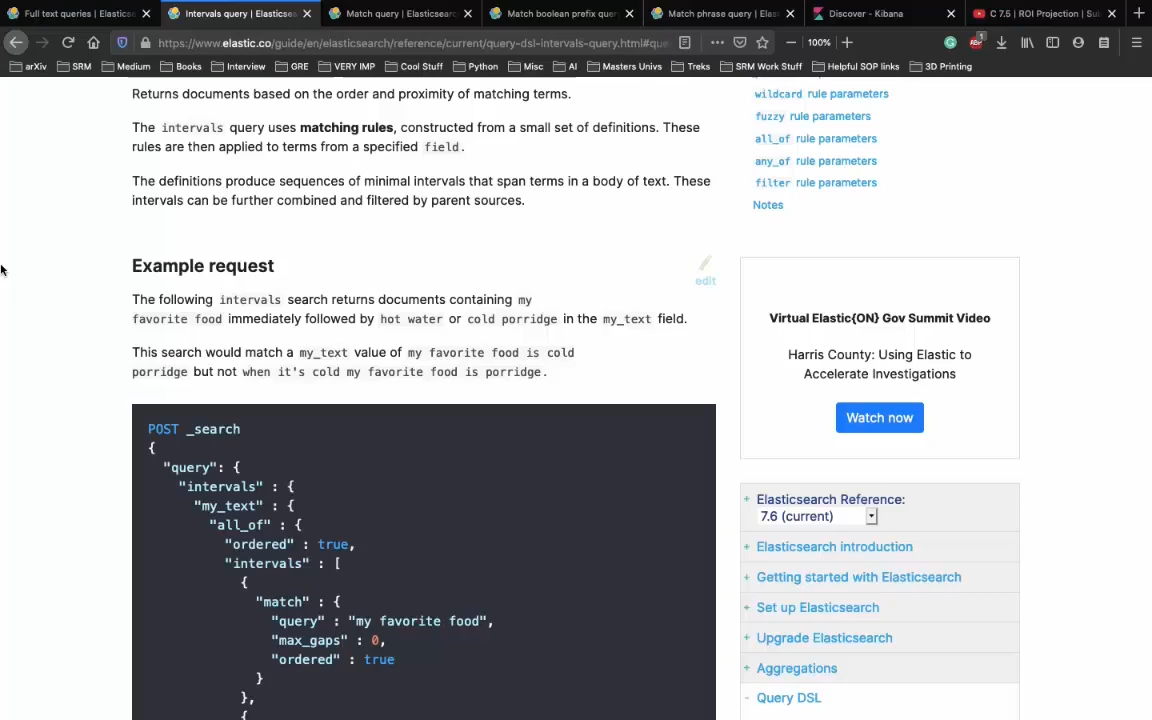 Full text queries | Elasticse
Intervals query | Elasticsea
Match query | Elasticsearc
Match boolean prefix que
Match phrase query | Elas
Discover - Kibana
C 7.5 | ROI Projection | Sub
https://www.elastic.co/guide/en/elasticsearch/reference/current/query-dsl-intervals-query.html#que
100%
1
arXiv
SRM
Medium
Books
Interview
GRE
VERY IMP
Cool Stuff
Python
Misc
AI
Masters Univs
Treks
SRM Work Stuff
Helpful SOP links
3D Printing
Returns documents based on the order and proximity of matching terms.
The intervals query uses matching rules, constructed from a small set of definitions. These
rules are then applied to terms from a specified field.
The definitions produce sequences of minimal intervals that span terms in a body of text. These
intervals can be further combined and filtered by parent sources.
Example request
edit
The following intervals search returns documents containing my
favorite food immediately followed by hot water or cold porridge in the my_text field.
This search would match a my_text value of my favorite food is cold
porridge but not when it's cold my favorite food is porridge.
POST _search
{
"query": {
"intervals" : {
"my_text" : {
"all_of" : {
"ordered" : true,
"intervals" : [
{
"match" : {
"query" : "my favorite food",
"max_gaps" : 0,
"ordered" : true
}
},
{
wildcard rule parameters
fuzzy rule parameters
all_of rule parameters
any_of rule parameters
filter rule parameters
Notes
Virtual Elastic{ON} Gov Summit Video
Harris County: Using Elastic to
Accelerate Investigations
Watch now
+ Elasticsearch Reference:
7.6 (current)
+ Elasticsearch introduction
+ Getting started with Elasticsearch
+ Set up Elasticsearch
+ Upgrade Elasticsearch
+ Aggregations
- Query DSL